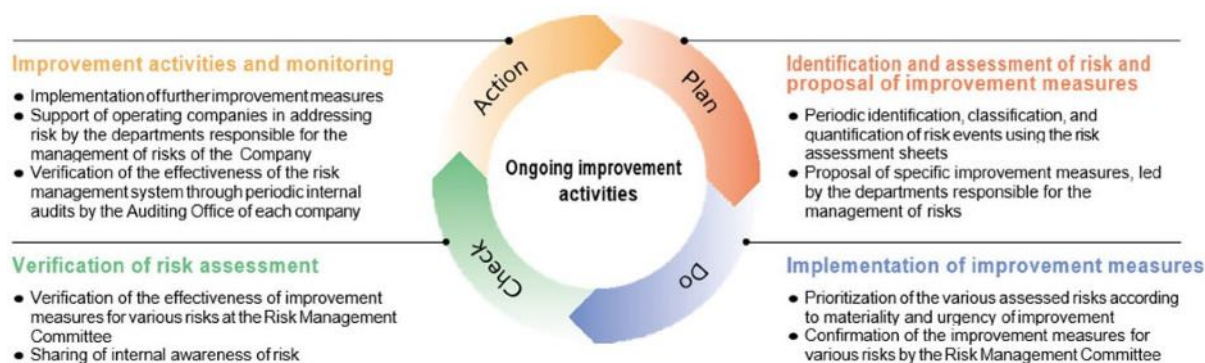 Improvement activities and monitoring
● Implementation of further improvement measures
● Support of operating companies in addressing
risk by the departments responsible for the
management of risks of the Company
● Verification of the effectiveness of the risk
management system through periodic internal
audits by the Auditing Office of each company
Action
Plan
Identification and assessment of risk and
proposal of improvement measures
● Periodic identification, classification, and
quantification of risk events using the risk
assessment sheets
● Proposal of specific improvement measures, led
by the departments responsible for the
management of risks
Ongoing improvement
activities
Verification of risk assessment
● Verification of the effectiveness of improvement
measures for various risks at the Risk Management
Committee
● Sharing of internal awareness of risk
Check
Do
Implementation of improvement measures
● Prioritization of the various assessed risks according
to materiality and urgency of improvement
● Confirmation of the improvement measures for
various risks by the Risk Management Committee